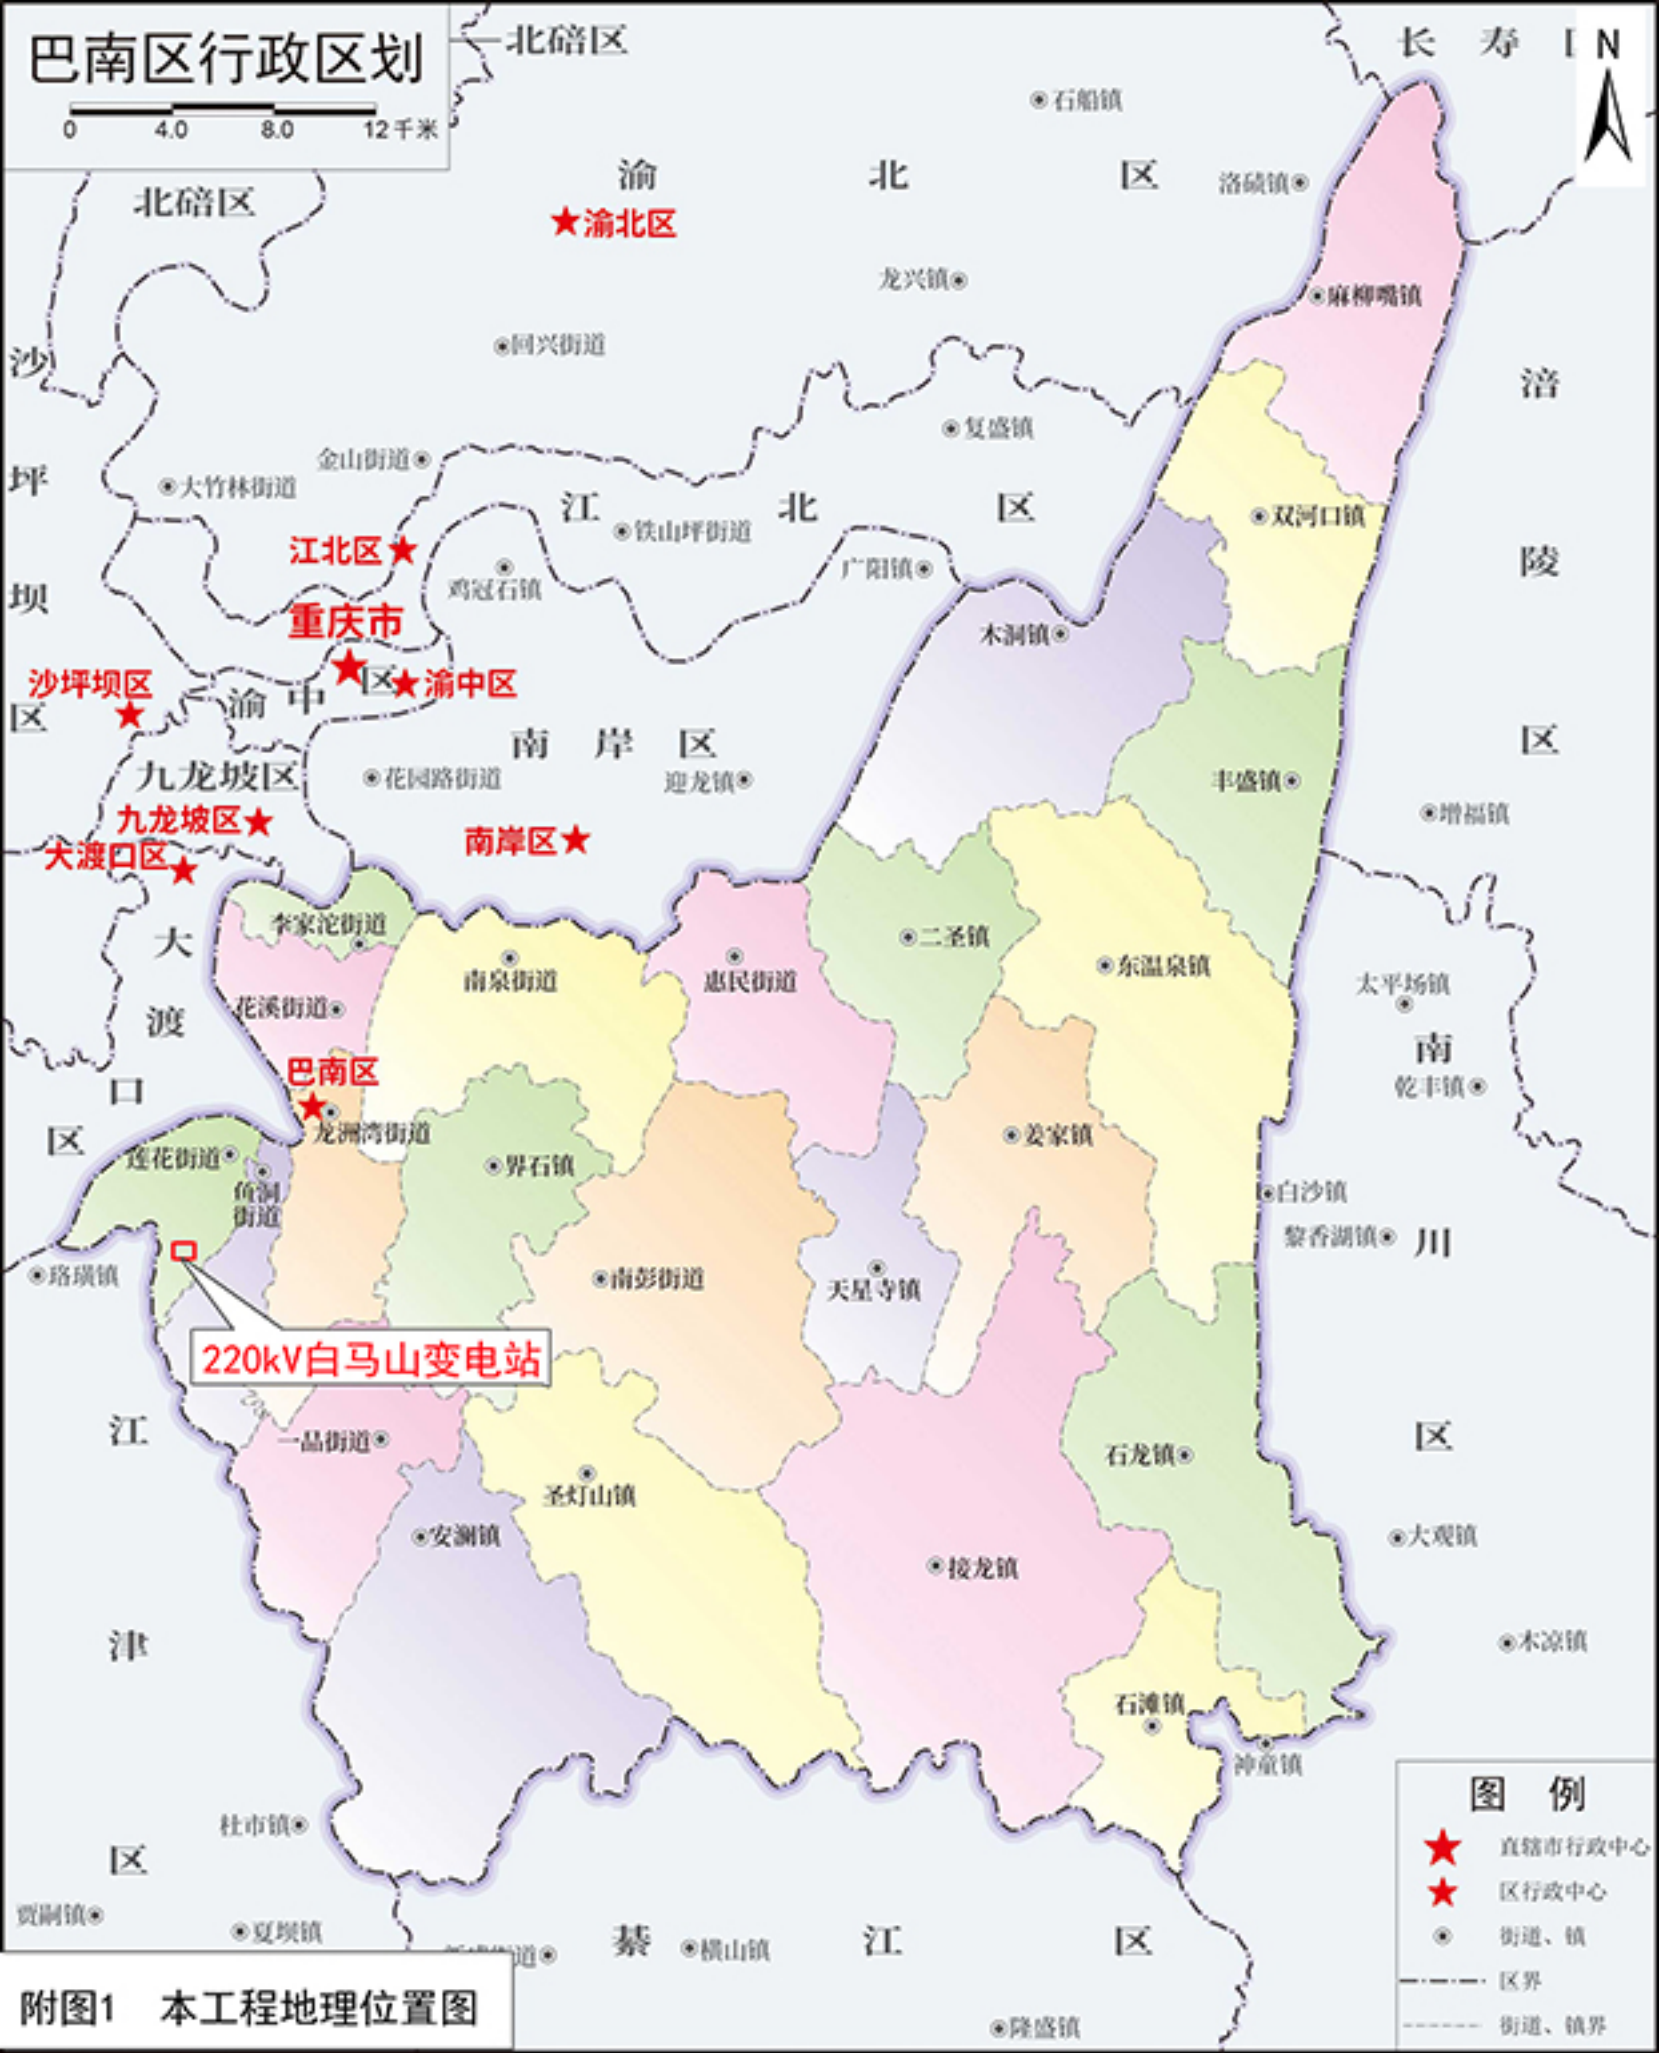 巴南区行政区划
0 4.0 8.0 12千米
北碚区
长 寿
N
石船镇
北碚区
渝 北 区
洛碛镇
渝北区
龙兴镇
麻柳嘴镇
回兴街道
沙坪坝区
涪陵区
复盛镇
金山街道
大竹林街道
江 北 区
铁山坪街道
双河口镇
江北区
广阳镇
鸡冠石镇
重庆市
木洞镇
沙坪坝区
渝中区
渝中区
南 岸 区
九龙坡区
花园路街道
迎龙镇
丰盛镇
九龙坡区
南岸区
增福镇
大渡口区
大渡口区
李家沱街道
南泉街道
惠民街道
二圣镇
东温泉镇
太平场镇
花溪街道
南川区
巴南区
乾丰镇
龙洲湾街道
姜家镇
莲花街道
界石镇
鱼洞
街道
白沙镇
黎香湖镇
珞璜镇
南彭街道
天星寺镇
220kV白马山变电站
江津区
一品街道
石龙镇
圣灯山镇
安澜镇
大观镇
接龙镇
木凉镇
石滩镇
神童镇
杜市镇
贾嗣镇
夏坝镇
街道
綦 江 区
横山镇
隆盛镇
图 例
直辖市行政中心
区行政中心
街道、镇
区界
街道、镇界
附图1 本工程地理位置图